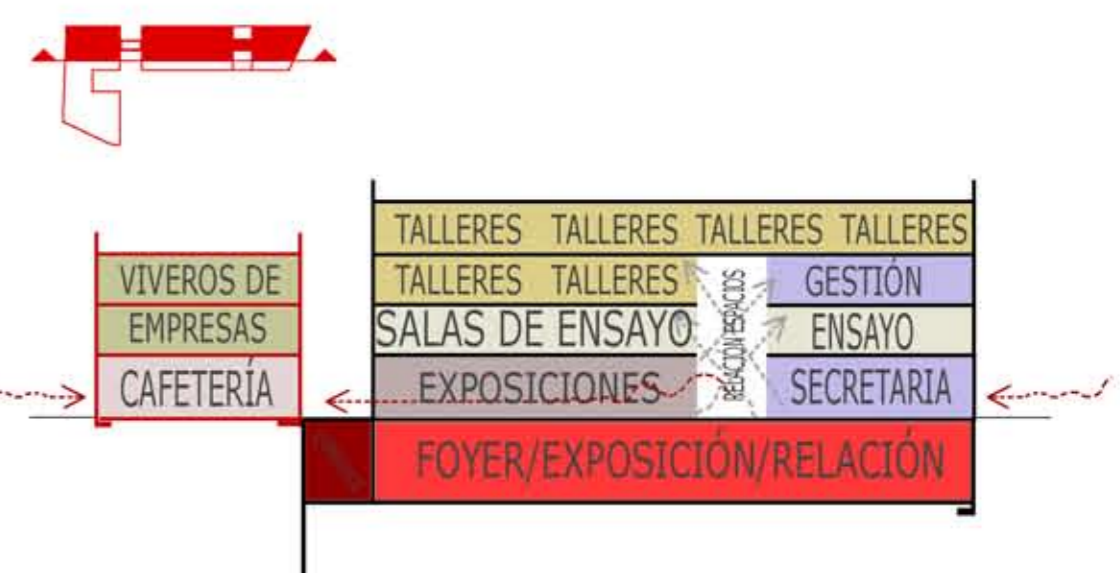 TALLERES TALLERES TALLERES TALLERES
VIVEROS DE
TALLERES TALLERES
GESTIÓN
EMPRESAS
SALAS DE ENSAYO
ENSAYO
CAFETERÍA
EXPOSICIONES
RELACION ESPACIOS
SECRETARIA
FOYER/EXPOSICIÓN/RELACIÓN